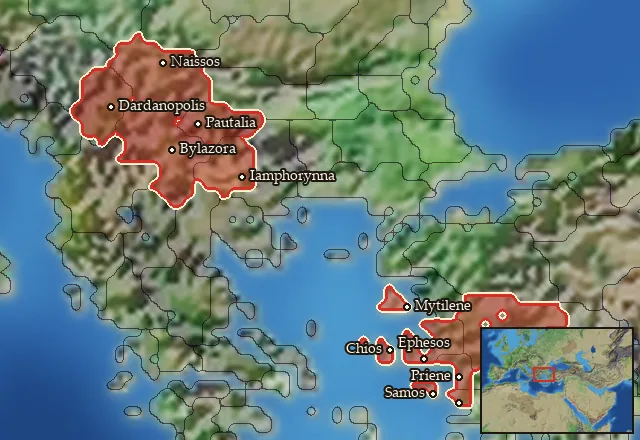 Naissos
Dardanopolis
Pautalia
Bylazora
Iamphorynna
Mytilene
Chios
Ephesos
Priene
Samos